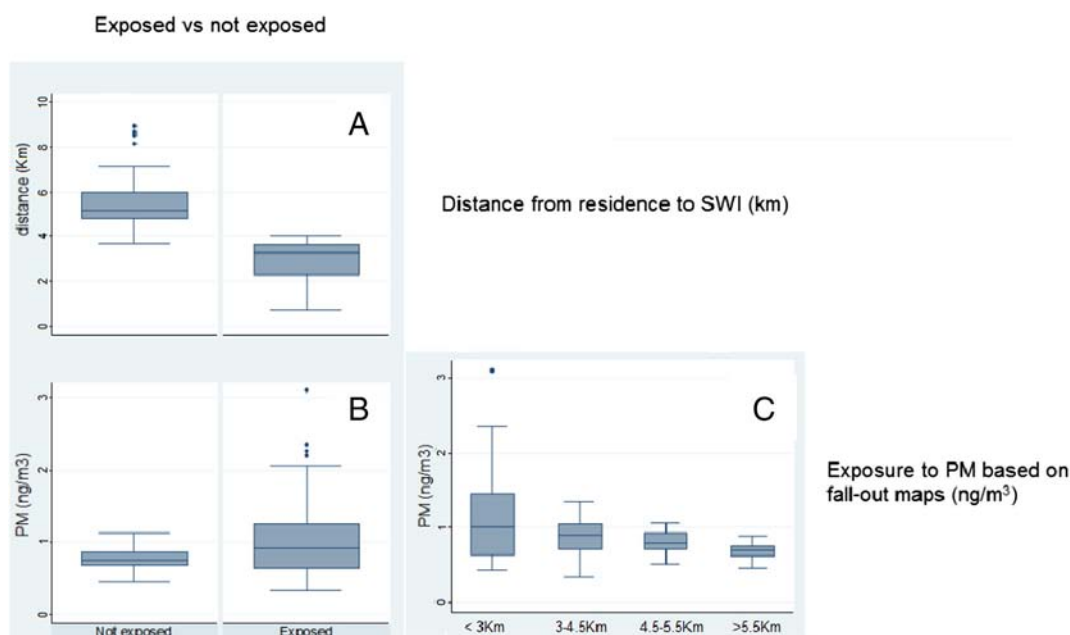 Exposed vs not exposed
A
distance (Km)
10
8
6
4
2
0
Distance from residence to SWI (km)
B
PM (ng/m3)
3
2
1
0
Not exposed
Exposed
C
PM (ng/m3)
3
2
1
0
< 3Km
3-4.5Km
4.5-5.5Km
>5.5Km
Exposure to PM based on
fall-out maps (ng/m³)